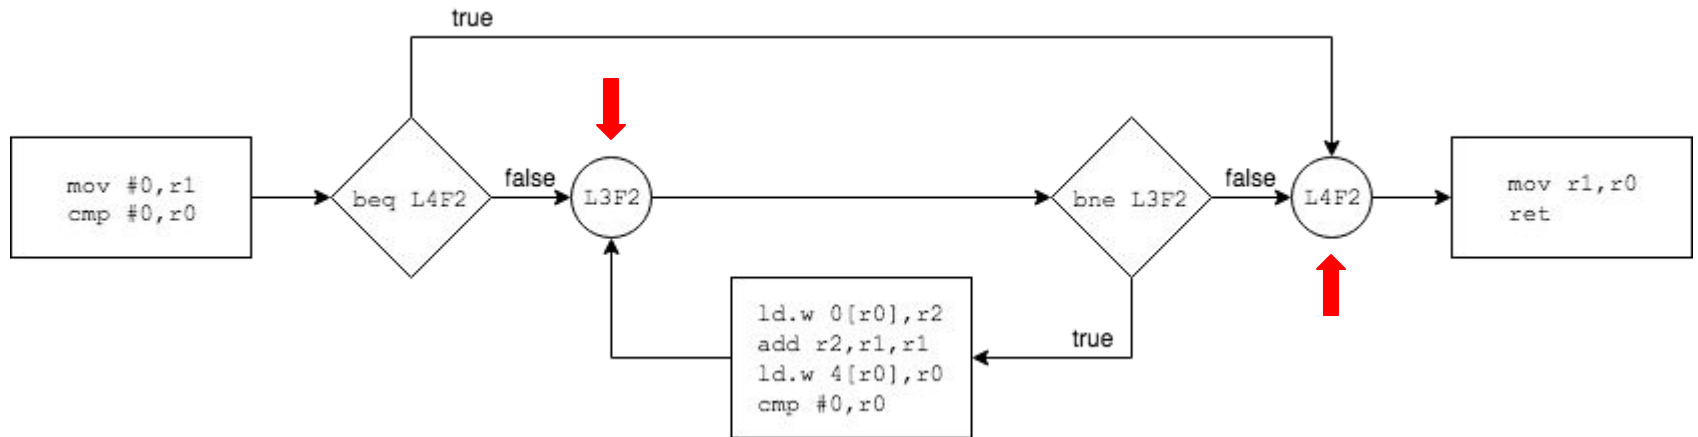 true
mov #0,r1
cmp #0,r0
beq L4F2
false
L3F2
bne L3F2
false
L4F2
mov r1,r0
ret
ld.w 0[r0],r2
add r2,r1,r1
ld.w 4[r0],r0
cmp #0,r0
true